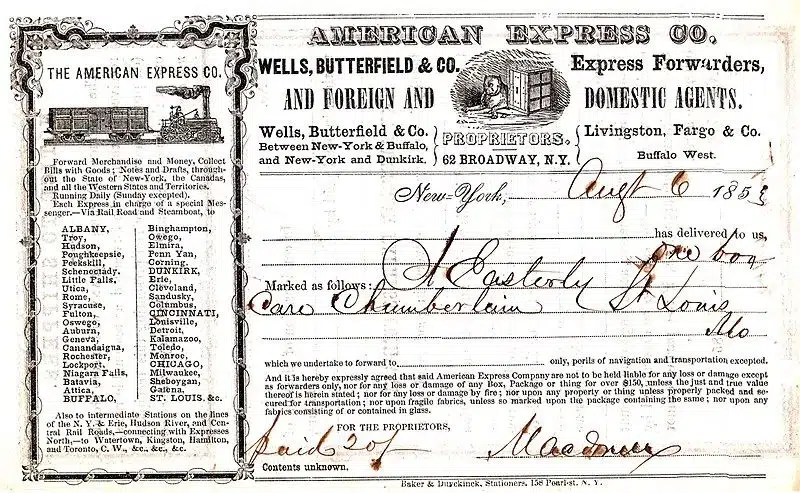 THE AMERICAN EXPRESS CO.
Forward Merchandise and Money, Collect
Bills with Goods; Notes and Drafts, through-
out the State of New-York, the Canadas,
and all the Western States and Territories.
Running Daily (Sunday excepted).
Each Express in charge of a special Mes-
senger.—Via Rail Road and Steamboat, to
ALBANY,
Troy,
Hudson,
Poughkeepsie,
Peekskill,
Schenectady,
Little Falls,
Utica,
Rome,
Syracuse,
Fulton,
Oswego,
Auburn,
Geneva,
Canandaigna,
Rochester,
Lockport,
Niagara Falls,
Batavia,
Attica,
BUFFALO,
Binghampton,
Owego,
Elmira,
Penn Yan,
Corning,
DUNKIRK,
Erie,
Cleveland,
Sandusky,
Columbus,
CINCINNATI,
Louisville,
Detroit,
Kalamazoo,
Toledo,
Monroe,
CHICAGO,
Milwaukee,
Sheboygan,
Galena,
ST. LOUIS, &c.
Also to intermediate Stations on the lines
of the N. Y. & Erie, Hudson River, and Cen-
tral Rail Roads,—connecting with Expresses
North,—to Watertown, Kingston, Hamilton,
and Toronto, C. W., &c., &c., &c.
AMERICAN EXPRESS CO.
WELLS, BUTTERFIELD & CO. Express Forwarders,
AND FOREIGN AND DOMESTIC AGENTS.
Wells, Butterfield & Co.
Between New-York & Buffalo,
and New-York and Dunkirk.
PROPRIETORS.
62 BROADWAY, N.Y.
Livingston, Fargo & Co.
Buffalo West.
New-York, Augt 6 1853
has delivered to us,
one box
Marked as follows: A Easterly
Care Chamberlain St Louis
Mo
which we undertake to forward to only, perils of navigation and transportation excepted.
And it is hereby expressly agreed that said American Express Company are not to be held liable for any loss or damage except
as forwarders only, nor for any loss or damage of any Box, Package or thing for over $150, unless the just and true value
thereof is herein stated; nor for any loss or damage by fire; nor upon any property or thing unless properly packed and se-
cured for transportation; nor upon fragile fabrics, unless so marked upon the package containing the same; nor upon any
fabrics consisting of or contained in glass.
FOR THE PROPRIETORS,
paid 20/
Contents unknown.
Baker & Duyckinck, Stationers, 158 Pearl-st. N. Y.